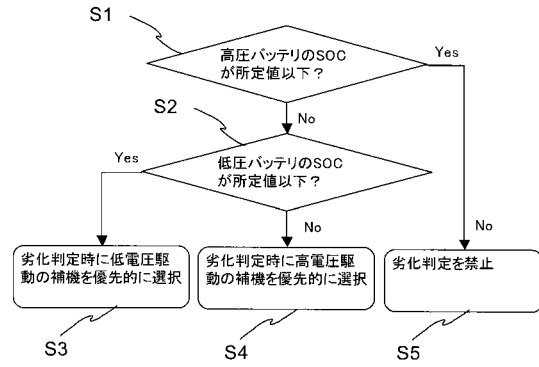 S1
高圧バッテリのSOC
が所定値以下？
Yes
S2
No
低圧バッテリのSOC
が所定値以下？
Yes
No
No
劣化判定時に低電圧駆
動の補機を優先的に選択
劣化判定時に高電圧駆
動の補機を優先的に選択
劣化判定を禁止
S3
S4
S5